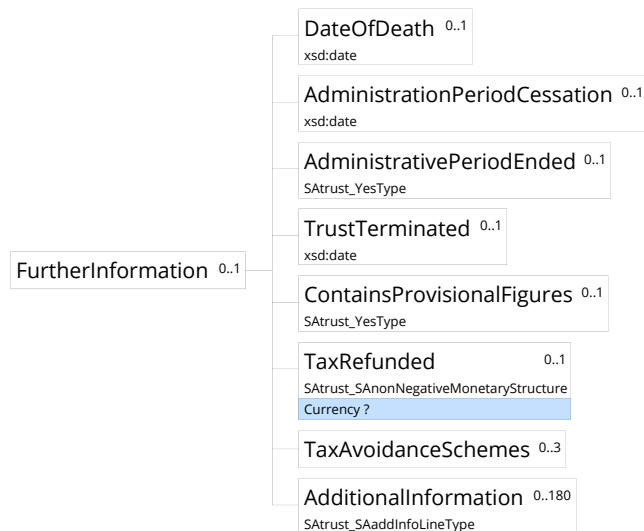 DateOfDeath 0..1
xsd:date
AdministrationPeriodCessation 0..1
xsd:date
AdministrativePeriodEnded 0..1
SAtrust_YesType
TrustTerminated 0..1
xsd:date
FurtherInformation 0..1
ContainsProvisionalFigures 0..1
SAtrust_YesType
TaxRefunded 0..1
SAtrust_SAnonNegativeMonetaryStructure
Currency ?
TaxAvoidanceSchemes 0..3
AdditionalInformation 0..180
SAtrust_SAaddInfoLineType